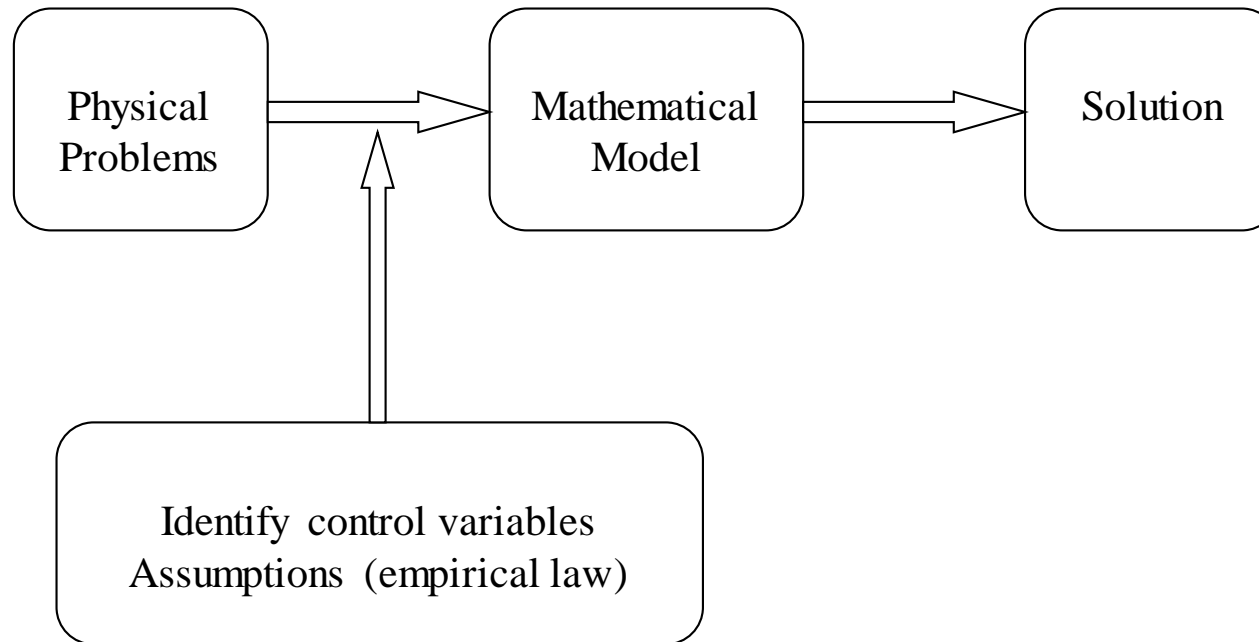 Physical
Problems
Mathematical
Model
Solution
Identify control variables
Assumptions (empirical law)